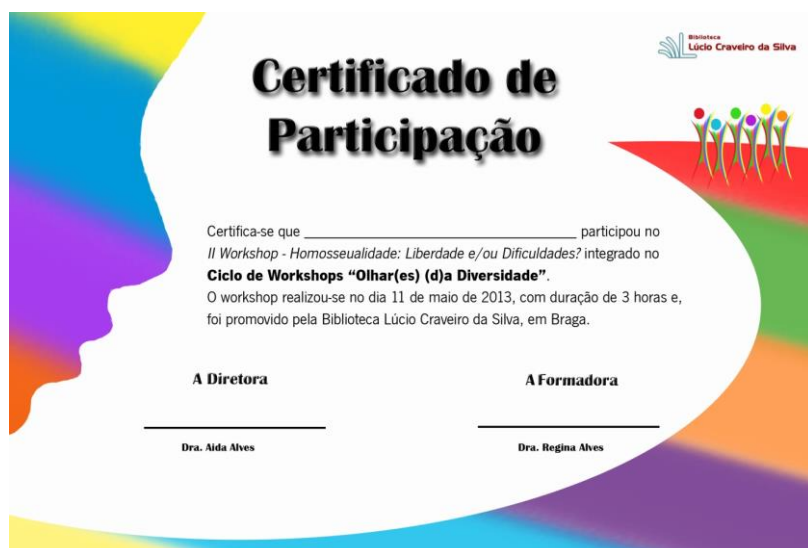 Biblioteca
Lúcio Craveiro da Silva
Certificado de
Participação
Certifica-se que ______________________ participou no
II Workshop - Homosseualidade: Liberdade e/ou Dificuldades? integrado no
Ciclo de Workshops “Olhar(es) (d)a Diversidade”.
O workshop realizou-se no dia 11 de maio de 2013, com duração de 3 horas e,
foi promovido pela Biblioteca Lúcio Craveiro da Silva, em Braga.
A Diretora
A Formadora
Dra. Aida Alves
Dra. Regina Alves